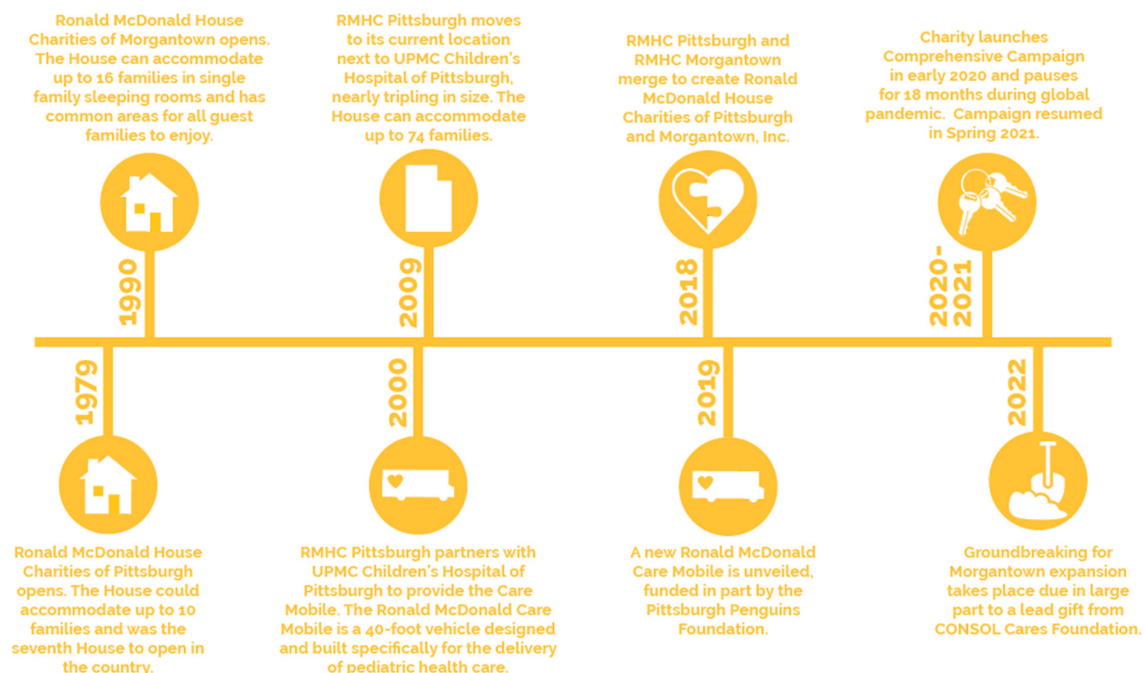 Ronald McDonald House
Charities of Morgantown opens.
The House can accommodate
up to 16 families in single
family sleeping rooms and has
common areas for all guest
families to enjoy.
RMHC Pittsburgh moves
to its current location
next to UPMC Children's
Hospital of Pittsburgh,
nearly tripling in size. The
House can accommodate
up to 74 families.
RMHC Pittsburgh and
RMHC Morgantown
merge to create Ronald
McDonald House
Charities of Pittsburgh
and Morgantown, Inc.
Charity launches
Comprehensive Campaign
in early 2020 and pauses
for 18 months during global
pandemic. Campaign resumed
in Spring 2021.
1990
2009
2018
2020-
2021
1979
2000
2019
2022
Ronald McDonald House
Charities of Pittsburgh
opens. The House could
accommodate up to 10
families and was the
seventh House to open in
the country.
RMHC Pittsburgh partners with
UPMC Children's Hospital of
Pittsburgh to provide the Care
Mobile. The Ronald McDonald Care
Mobile is a 40-foot vehicle designed
and built specifically for the delivery
of pediatric health care.
A new Ronald McDonald
Care Mobile is unveiled,
funded in part by the
Pittsburgh Penguins
Foundation.
Groundbreaking for
Morgantown expansion
takes place due in large
part to a lead gift from
CONSOL Cares Foundation.